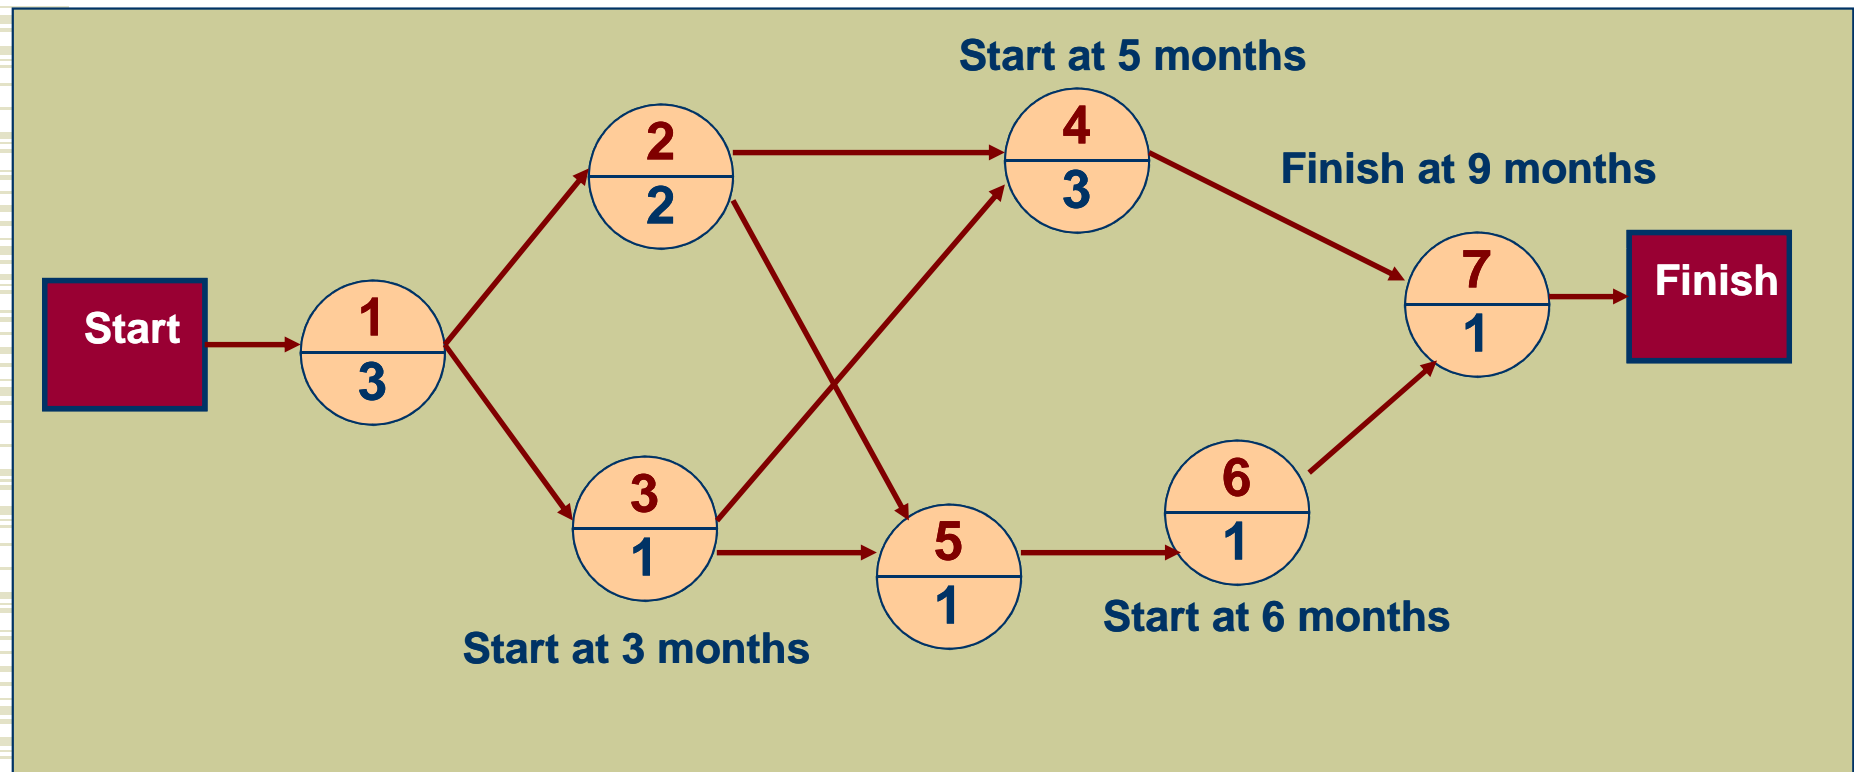 Start at 5 months
4
3
2
2
Finish at 9 months
7
1
Finish
Start
1
3
3
1
6
1
5
1
Start at 6 months
Start at 3 months